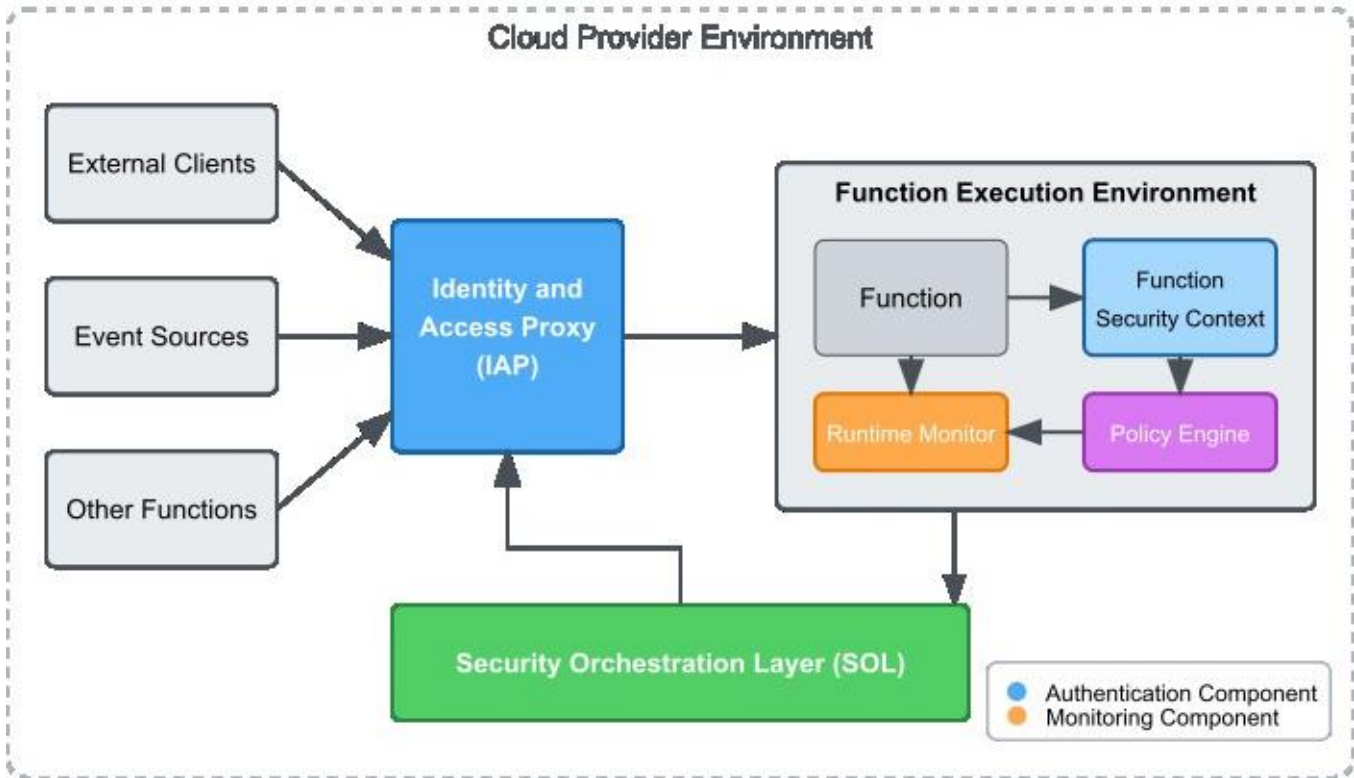 Cloud Provider Environment
External Clients
Event Sources
Other Functions
Identity and
Access Proxy
(IAP)
Function Execution Environment
Function
Function
Security Context
Runtime Monitor
Policy Engine
Security Orchestration Layer (SOL)
Authentication Component
Monitoring Component